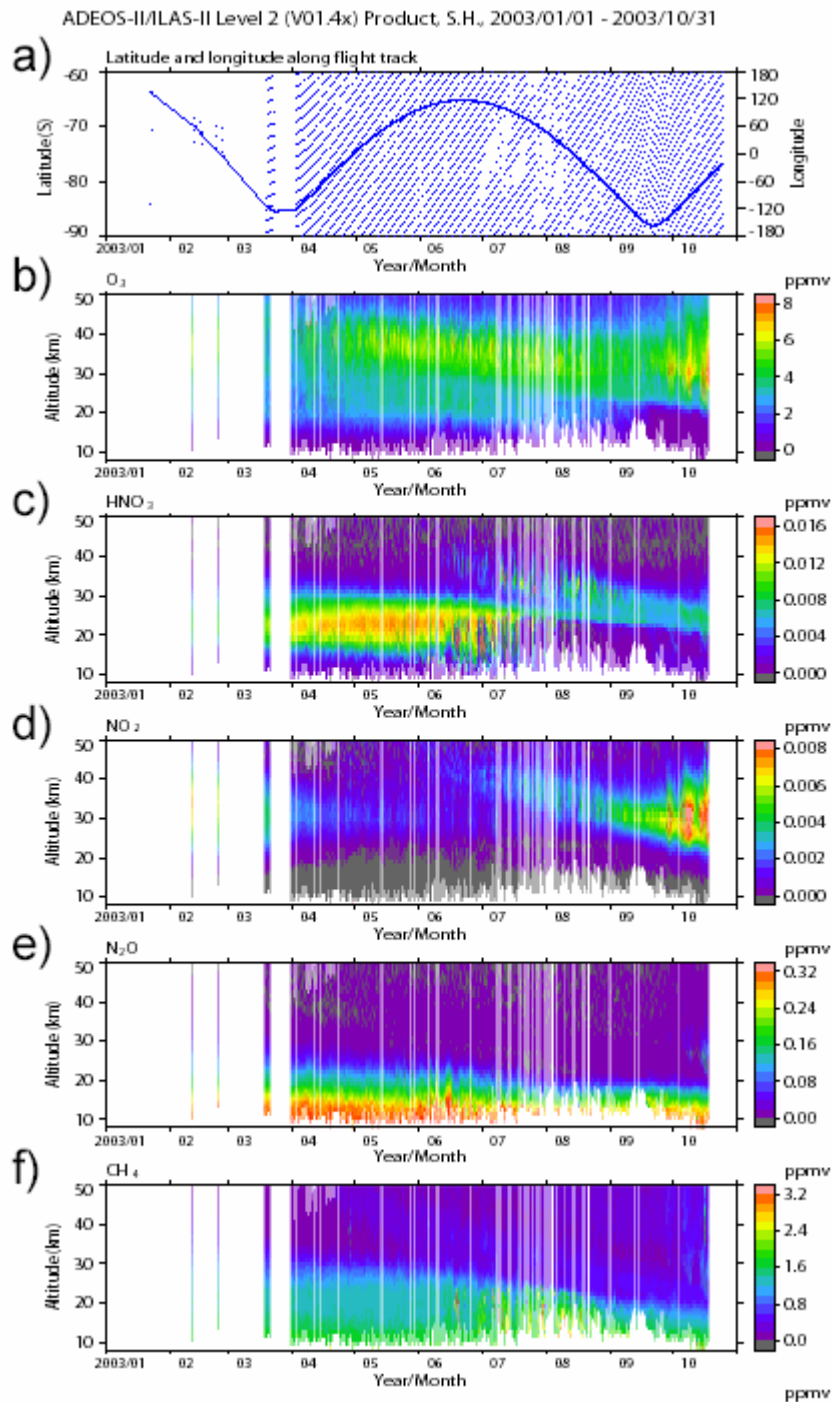 ADEOS-II/ILAS-II Level 2 (V01.4x) Product, S.H., 2003/01/01 - 2003/10/31
a) Latitude and longitude along flight track
-60 180
120
-70 60
0
-80 -60
-120
-90 -180
Latitude(S) Longitude
2003/01 02 03 04 05 06 07 08 09 10
Year/Month
b) O3 ppmv
50 8
40 6
30 4
20 2
10 0
Altitude(km)
2003/01 02 03 04 05 06 07 08 09 10
Year/Month
c) HNO3 ppmv
50 0.016
40 0.012
30 0.008
20 0.004
10 0.000
Altitude(km)
2003/01 02 03 04 05 06 07 08 09 10
Year/Month
d) NO2 ppmv
50 0.008
40 0.006
30 0.004
20 0.002
10 0.000
Altitude(km)
2003/01 02 03 04 05 06 07 08 09 10
Year/Month
e) N2O ppmv
50 0.32
40 0.24
30 0.16
20 0.08
10 0.00
Altitude(km)
2003/01 02 03 04 05 06 07 08 09 10
Year/Month
f) CH4 ppmv
50 3.2
40 2.4
30 1.6
20 0.8
10 0.0
Altitude(km)
2003/01 02 03 04 05 06 07 08 09 10
Year/Month
ppmv